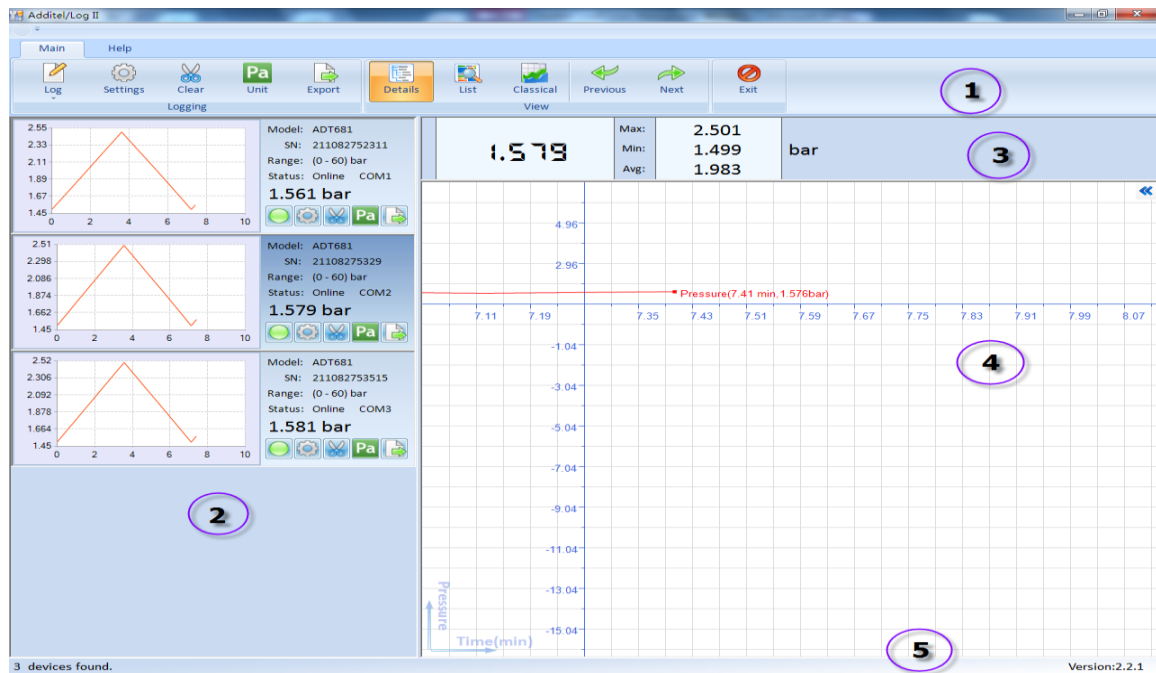 Additel/Log II
Main Help
Log Settings Clear Unit Export Details List Classical Previous Next Exit
Pa
Logging View
1
2.55
2.33
2.11
1.89
1.67
1.45
0 2 4 6 8 10
Model: ADT681
SN: 211082752311
Range: (0 - 60) bar
Status: Online COM1
1.561 bar
Pa
2.51
2.298
2.086
1.874
1.662
1.45
0 2 4 6 8 10
Model: ADT681
SN: 21108275329
Range: (0 - 60) bar
Status: Online COM2
1.579 bar
Pa
2.52
2.306
2.092
1.878
1.664
1.45
0 2 4 6 8 10
Model: ADT681
SN: 211082753515
Range: (0 - 60) bar
Status: Online COM3
1.581 bar
Pa
2
1.579
Max: 2.501
Min: 1.499
Avg: 1.983
bar
3
4.96
2.96
Pressure(7.41 min,1.576bar)
7.11 7.19 7.35 7.43 7.51 7.59 7.67 7.75 7.83 7.91 7.99 8.07
-1.04
4
-3.04
-5.04
-7.04
-9.04
-11.04
-13.04
-15.04
Pressure
Time(min)
5
3 devices found.
Version:2.2.1